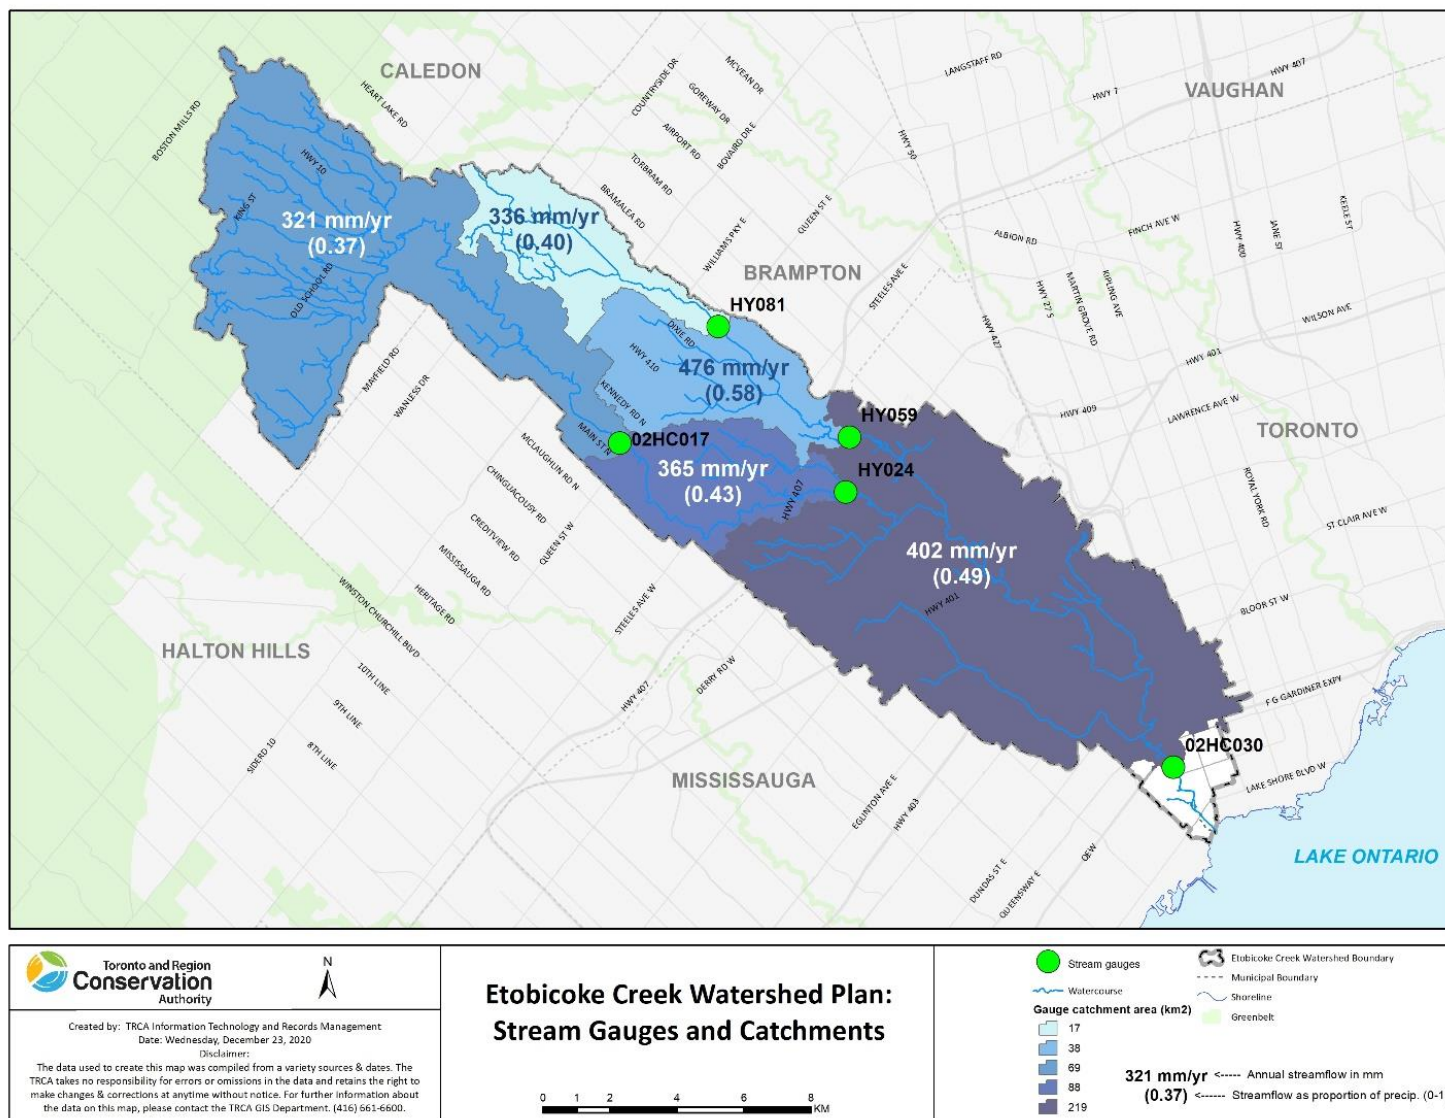 CALEDON
VAUGHAN
BRAMPTON
TORONTO
HALTON HILLS
MISSISSAUGA
LAKE ONTARIO
BOSTON MILLS RD
HEART LAKE RD
HWY 10
KING ST
OLD SCHOOL RD
MAYFIELD RD
WANLESS DR
COUNTRYSIDE DR
MCVEAN DR
GOREWAY DR
AIRPORT RD
BOVAIRD DR E
TORBRAM RD
BRAMALEA RD
WILLIAMS PKY E
QUEEN ST E
LANGSTAFF RD
HWY 7
HWY 407
HWY 50
KEELE ST
JANE ST
HWY 400
FINCH AVE W
ALBION RD
STEELES AVE E
HWY 27 S
MARTIN GROVE RD
KIPLING AVE
WILSON AVE
HWY 427
HWY 401
HWY 409
LAWRENCE AVE W
ROYAL YORK RD
ST CLAIR AVE W
BLOOR ST W
F G GARDINER EXPY
LAKE SHORE BLVD W
DIXIE RD
HWY 410
KENNEDY RD N
MAIN ST N
MCLAUGHLIN RD N
CHINGUACOUSY RD
CREDITVIEW RD
QUEEN ST W
MISSISSAUGA RD
HERITAGE RD
STEELES AVE W
WINSTON CHURCHILL BLVD
10TH LINE
9TH LINE
8TH LINE
SIDERD 10
HWY 407
DERRY RD W
HWY 407
HWY 401
EGLINTON AVE E
HWY 403
DUNDAS ST E
QUEENSWAY E
QEW
321 mm/yr
(0.37)
336 mm/yr
(0.40)
476 mm/yr
(0.58)
365 mm/yr
(0.43)
402 mm/yr
(0.49)
HY081
HY059
02HC017
HY024
02HC030
Toronto and Region
Conservation
Authority
N
Created by: TRCA Information Technology and Records Management
Date: Wednesday, December 23, 2020
Disclaimer:
The data used to create this map was compiled from a variety sources & dates. The
TRCA takes no responsibility for errors or omissions in the data and retains the right to
make changes & corrections at anytime without notice. For further information about
the data on this map, please contact the TRCA GIS Department. (416) 661-6600.
Etobicoke Creek Watershed Plan:
Stream Gauges and Catchments
0 2 4 6 8
KM
Stream gauges
Watercourse
Gauge catchment area (km2)
17
38
69
88
219
Etobicoke Creek Watershed Boundary
Municipal Boundary
Shoreline
Greenbelt
321 mm/yr <----- Annual streamflow in mm
(0.37) <----- Streamflow as proportion of precip. (0-1